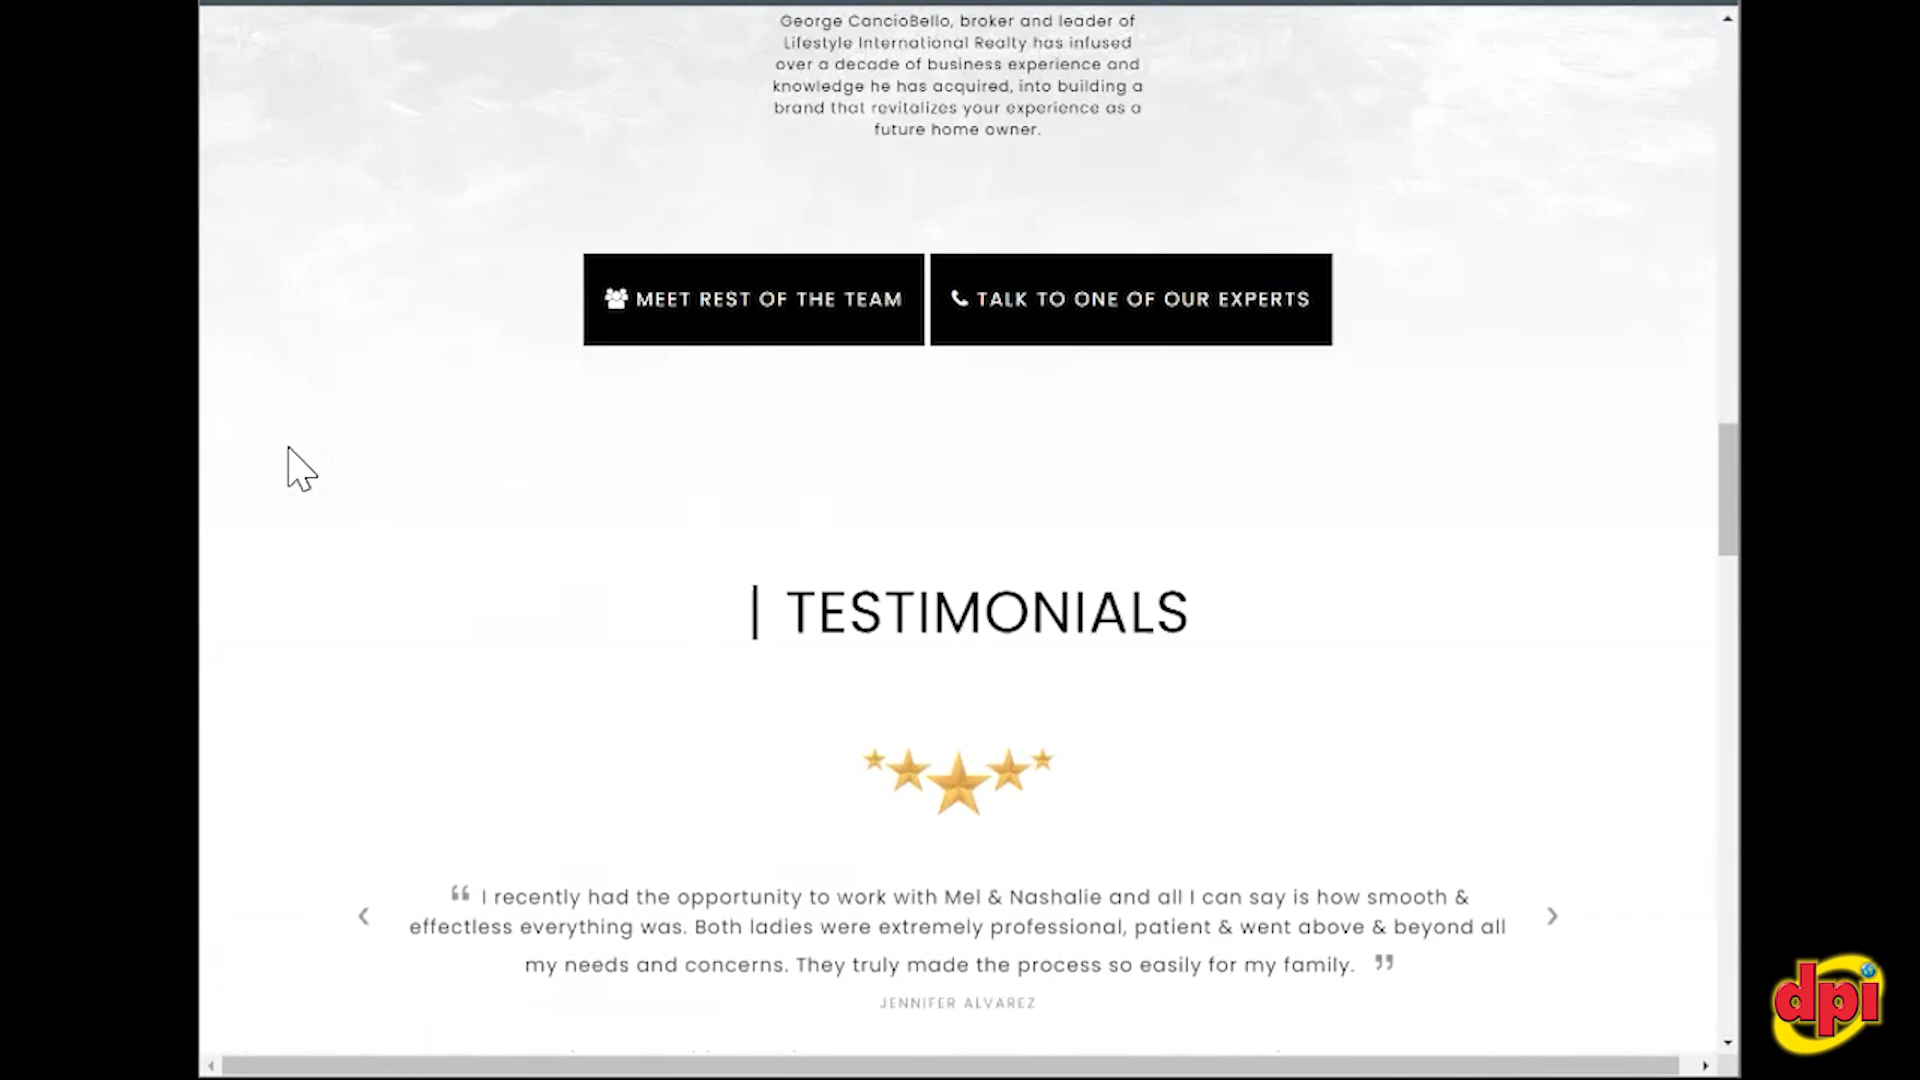 George CancioBello, broker and leader of
Lifestyle International Realty has infused
over a decade of business experience and
knowledge he has acquired, into building a
brand that revitalizes your experience as a
future home owner.
MEET REST OF THE TEAM
TALK TO ONE OF OUR EXPERTS
| TESTIMONIALS
“ I recently had the opportunity to work with Mel & Nashalie and all I can say is how smooth &
effectless everything was. Both ladies were extremely professional, patient & went above & beyond all
my needs and concerns. They truly made the process so easily for my family. ”
JENNIFER ALVAREZ
dpi